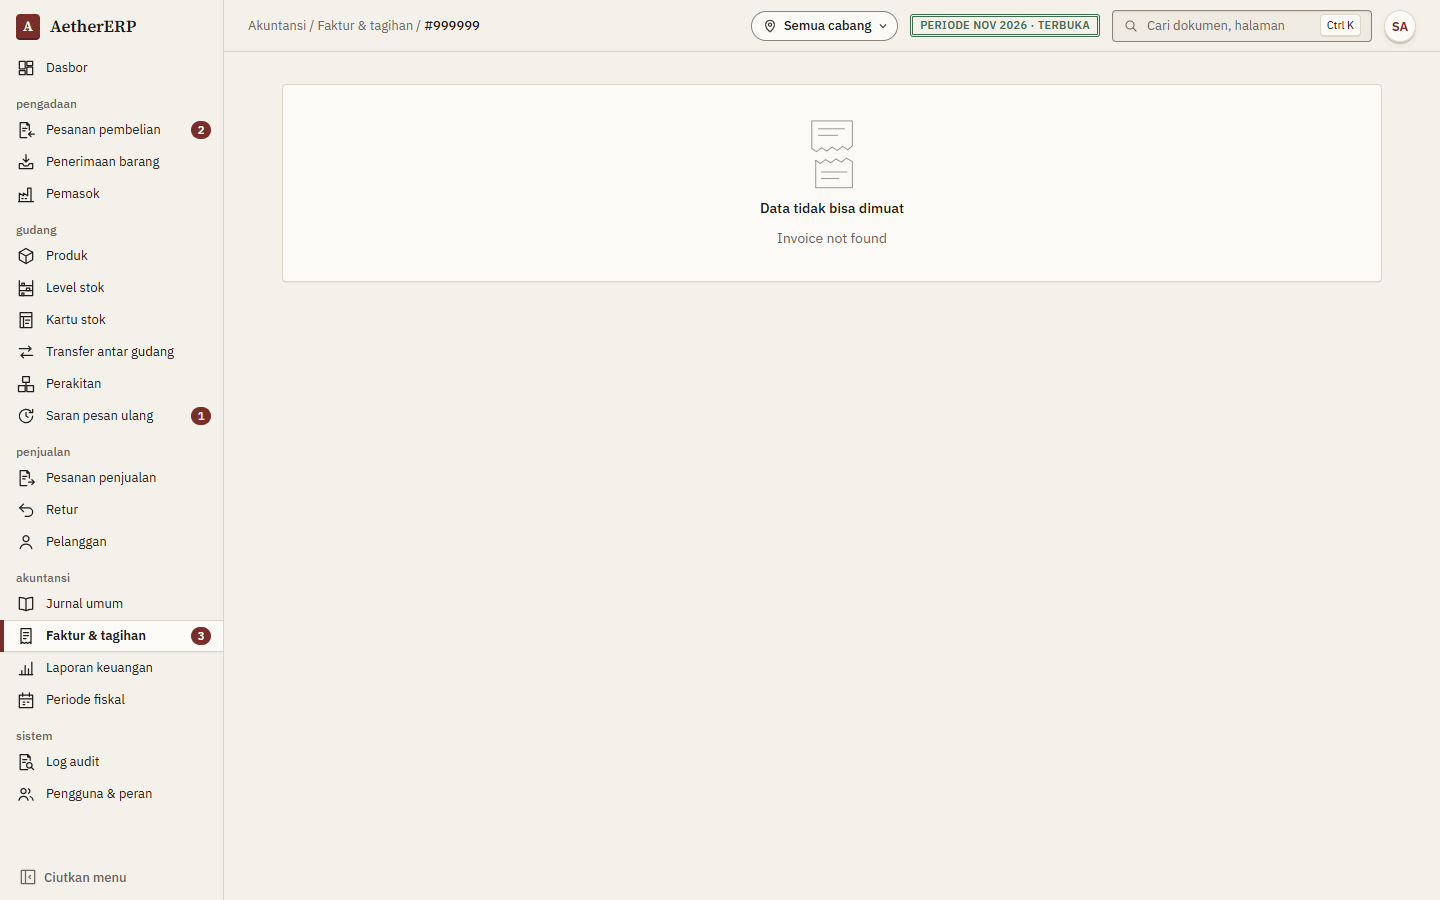 A AetherERP
Akuntansi / Faktur & tagihan / #999999
Semua cabang
PERIODE NOV 2026 · TERBUKA
Cari dokumen, halaman
Ctrl K
SA
Dasbor
pengadaan
Pesanan pembelian 2
Penerimaan barang
Pemasok
gudang
Produk
Level stok
Kartu stok
Transfer antar gudang
Perakitan
Saran pesan ulang 1
penjualan
Pesanan penjualan
Retur
Pelanggan
akuntansi
Jurnal umum
Faktur & tagihan 3
Laporan keuangan
Periode fiskal
sistem
Log audit
Pengguna & peran
Ciutkan menu
Data tidak bisa dimuat
Invoice not found